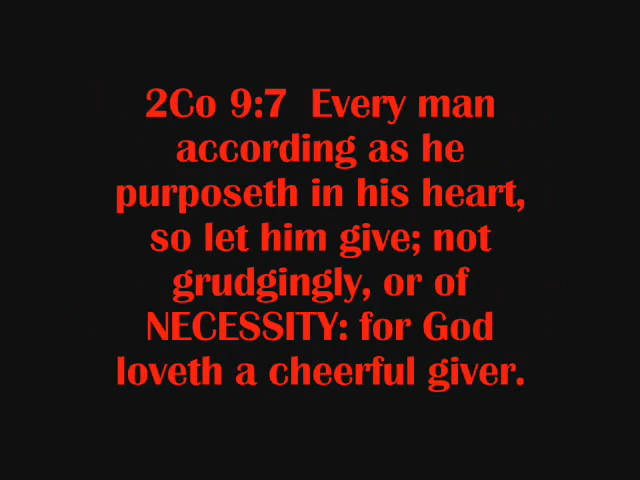 2Co 9:7  Every man
according as he
purposeth in his heart,
so let him give; not
grudgingly, or of
NECESSITY: for God
loveth a cheerful giver.